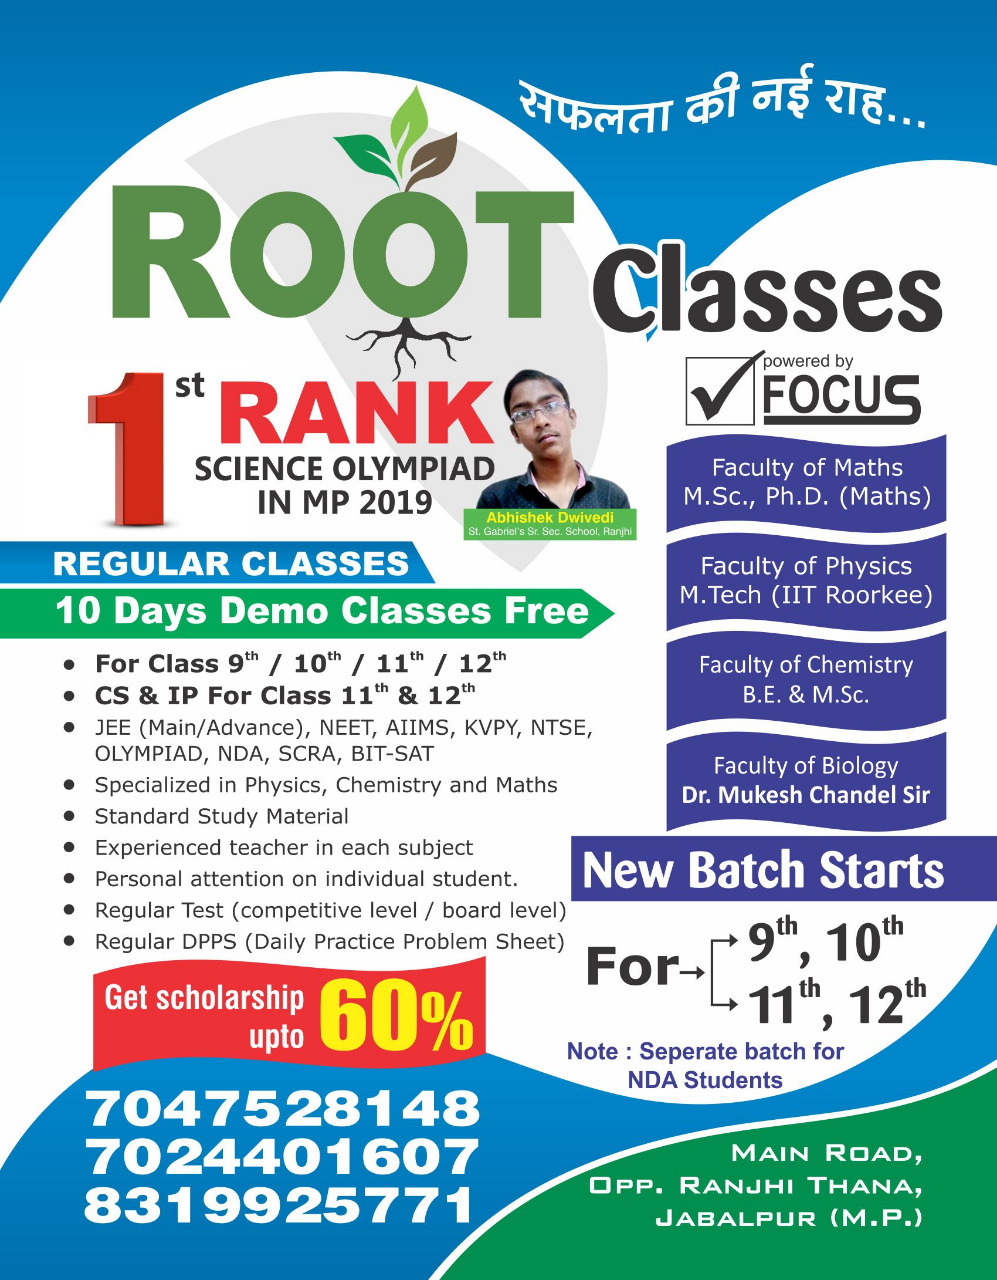 सफलता की नई राह...
ROOT
Classes
powered by
FOCUS
1st RANK
SCIENCE OLYMPIAD
IN MP 2019
Abhishek Dwivedi
St. Gabriel's Sr. Sec. School, Ranjhi
Faculty of Maths
M.Sc., Ph.D. (Maths)
Faculty of Physics
M.Tech (IIT Roorkee)
Faculty of Chemistry
B.E. & M.Sc.
Faculty of Biology
Dr. Mukesh Chandel Sir
REGULAR CLASSES
10 Days Demo Classes Free
• For Class 9th / 10th / 11th / 12th
• CS & IP For Class 11th & 12th
• JEE (Main/Advance), NEET, AIIMS, KVPY, NTSE,
OLYMPIAD, NDA, SCRA, BIT-SAT
• Specialized in Physics, Chemistry and Maths
• Standard Study Material
• Experienced teacher in each subject
• Personal attention on individual student.
• Regular Test (competitive level / board level)
• Regular DPPS (Daily Practice Problem Sheet)
New Batch Starts
For
9th, 10th
11th, 12th
Note : Seperate batch for
NDA Students
Get scholarship
upto 60%
7047528148
7024401607
8319925771
MAIN ROAD,
OPP. RANJHI THANA,
JABALPUR (M.P.)